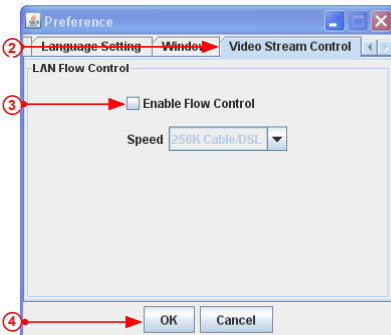 Preference
2 Language Setting Window Video Stream Control
LAN Flow Control
3 Enable Flow Control
Speed 256K Cable/DSL
4 OK Cancel